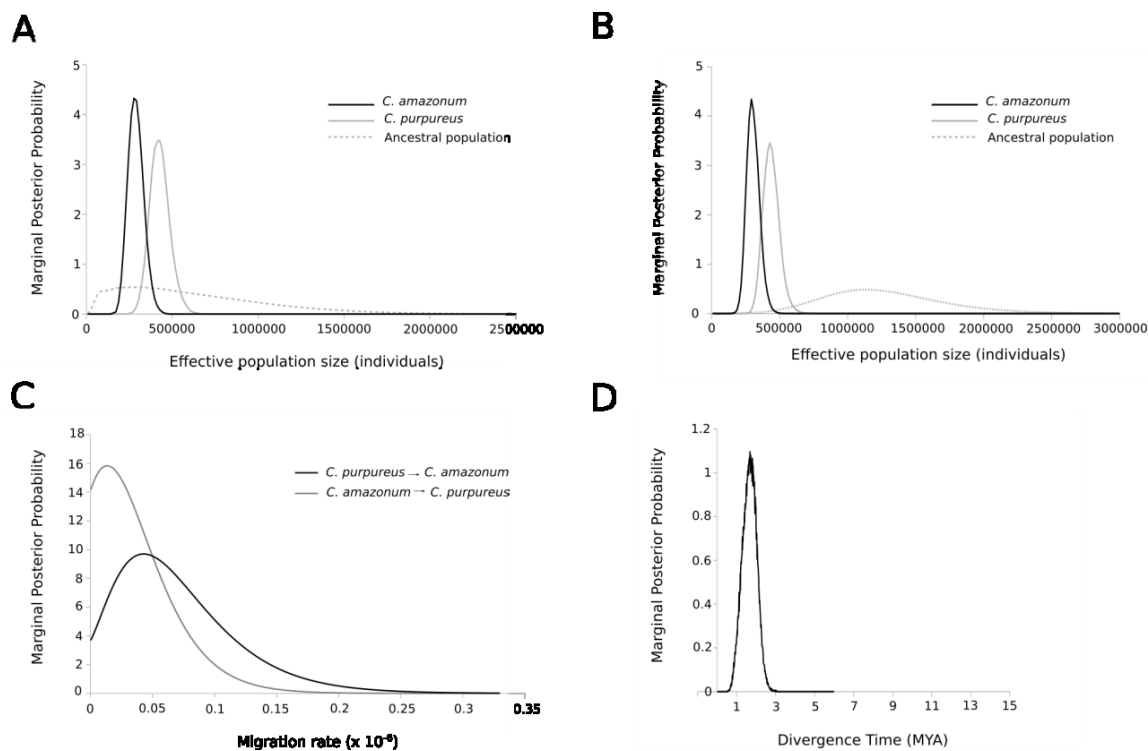 A
Marginal Posterior Probability
5
4
3
2
1
0
C. amazonum
C. purpureus
Ancestral population
0 500000 1000000 1500000 2000000 2500000
Effective population size (individuals)
B
Marginal Posterior Probability
5
4
3
2
1
0
C. amazonum
C. purpureus
Ancestral population
0 500000 1000000 1500000 2000000 2500000 3000000
Effective population size (individuals)
C
Marginal Posterior Probability
18
16
14
12
10
8
6
4
2
0
C. purpureus → C. amazonum
C. amazonum → C. purpureus
0 0.05 0.1 0.15 0.2 0.25 0.3 0.35
Migration rate (x 10⁻⁶)
D
Marginal Posterior Probability
1.2
1
0.8
0.6
0.4
0.2
0
1 3 5 7 9 11 13 15
Divergence Time (MYA)